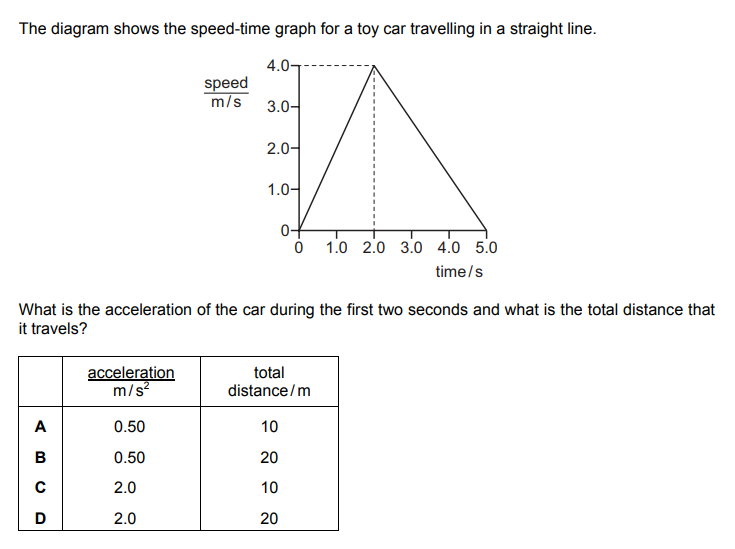 The diagram shows the speed-time graph for a toy car travelling in a straight line.
4.0
speed
m/s
3.0
2.0
1.0
0
0 1.0 2.0 3.0 4.0 5.0
time/s
What is the acceleration of the car during the first two seconds and what is the total distance that
it travels?
acceleration total
m/s² distance/m
A 0.50 10
B 0.50 20
C 2.0 10
D 2.0 20